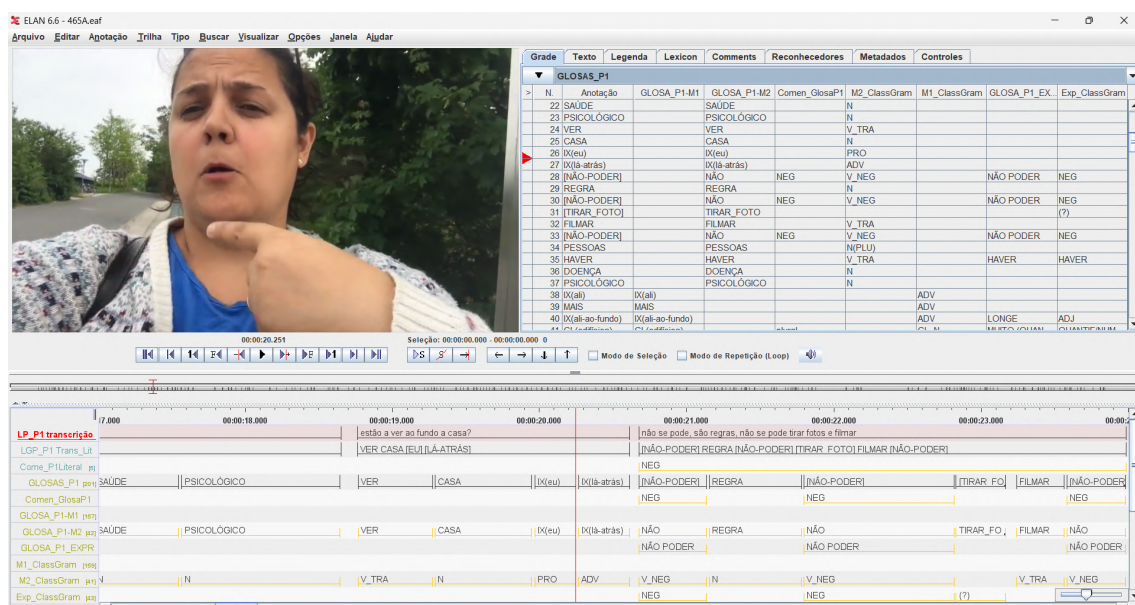 ELAN 6.6 - 465A.eaf
Arquivo Editar Anotação Trilha Tipo Buscar Visualizar Opções Janela Ajudar
Grade Texto Legenda Lexicon Comments Reconhecedores Metadados Controles
GLOSAS_P1
> N. Anotação GLOSA_P1-M1 GLOSA_P1-M2 Comen_GlosaP1 M2_ClassGram M1_ClassGram GLOSA_P1_EX... Exp_ClassGram
22 SAÚDE SAÚDE N
23 PSICOLÓGICO PSICOLÓGICO N
24 VER VER V_TRA
25 CASA CASA N
26 IX(eu) IX(eu) PRO
27 IX(lá-atrás) IX(lá-atrás) ADV
28 [NÃO-PODER] NÃO NEG V_NEG NÃO PODER NEG
29 REGRA REGRA N
30 [NÃO-PODER] NÃO NEG V_NEG NÃO PODER NEG
31 [TIRAR_FOTO] TIRAR_FOTO (?)
32 FILMAR FILMAR V_TRA
33 [NÃO-PODER] NÃO NEG V_NEG NÃO PODER NEG
34 PESSOAS PESSOAS N(PLU)
35 HAVER HAVER V_TRA HAVER HAVER
36 DOENÇA DOENÇA N
37 PSICOLÓGICO PSICOLÓGICO N
38 IX(ali) IX(ali) ADV
39 MAIS MAIS ADV
40 IX(ali-ao-fundo) IX(ali-ao-fundo) ADV LONGE ADJ
00:00:20.251 Seleção: 00:00:00.000 - 00:00:00.000 0
Modo de Seleção Modo de Repetição (Loop)
17.000 00:00:18.000 00:00:19.000 00:00:20.000 00:00:21.000 00:00:22.000 00:00:23.000
LP_P1 transcrição estão a ver ao fundo a casa? não se pode, são regras, não se pode tirar fotos e filmar
LGP_P1 Trans_Lit VER CASA [EU] [LÁ-ATRÁS] [NÃO-PODER] REGRA [NÃO-PODER] [TIRAR_FOTO] FILMAR [NÃO-PODER]
Come_P1Literal NEG
GLOSAS_P1 SAÚDE PSICOLÓGICO VER CASA IX(eu) IX(lá-atrás) [NÃO-PODER] REGRA [NÃO-PODER] [TIRAR_FO FILMAR [NÃO-PODER
Comen_GlosaP1 NEG NEG NEG
GLOSA_P1-M1
GLOSA_P1-M2 SAÚDE PSICOLÓGICO VER CASA IX(eu) IX(lá-atrás) NÃO REGRA NÃO TIRAR_FO FILMAR NÃO
GLOSA_P1_EXPR NÃO PODER NÃO PODER NÃO PODER
M1_ClassGram
M2_ClassGram N N V_TRA N PRO ADV V_NEG N V_NEG V_TRA V_NEG
Exp_ClassGram NEG NEG (?)